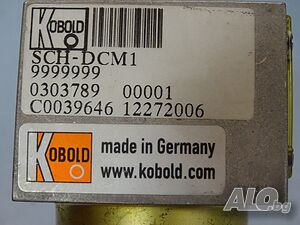 KOBOLD
SCH-DCM1
9999999
0303789 00001
C0039646 12272006
KOBOLD
made in Germany
www.kobold.com
ALO.bg